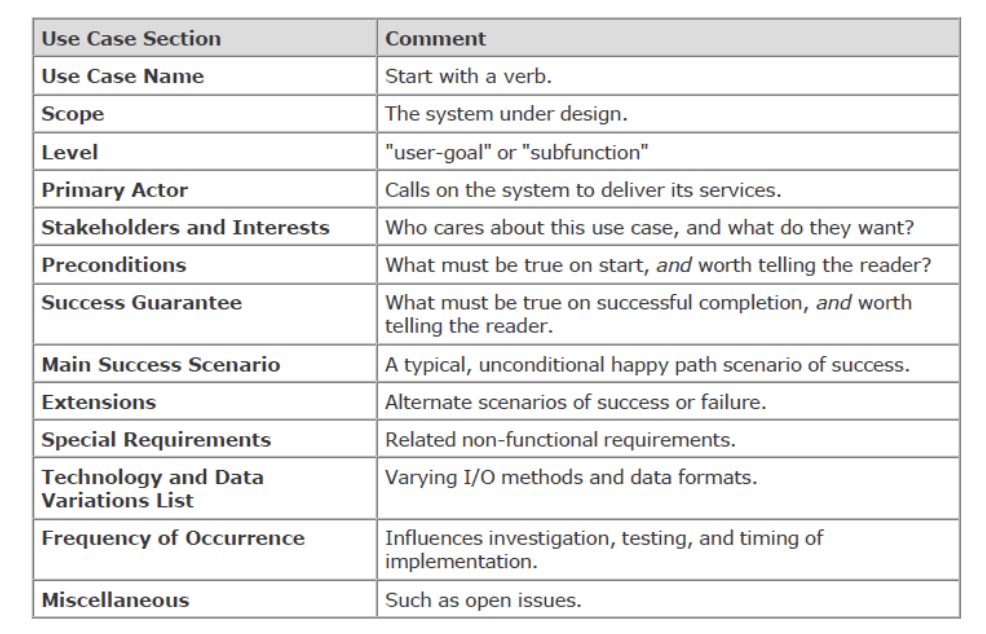 Use Case Section Comment
Use Case Name Start with a verb.
Scope The system under design.
Level "user-goal" or "subfunction"
Primary Actor Calls on the system to deliver its services.
Stakeholders and Interests Who cares about this use case, and what do they want?
Preconditions What must be true on start, and worth telling the reader?
Success Guarantee What must be true on successful completion, and worth
telling the reader.
Main Success Scenario A typical, unconditional happy path scenario of success.
Extensions Alternate scenarios of success or failure.
Special Requirements Related non-functional requirements.
Technology and Data Varying I/O methods and data formats.
Variations List
Frequency of Occurrence Influences investigation, testing, and timing of
implementation.
Miscellaneous Such as open issues.